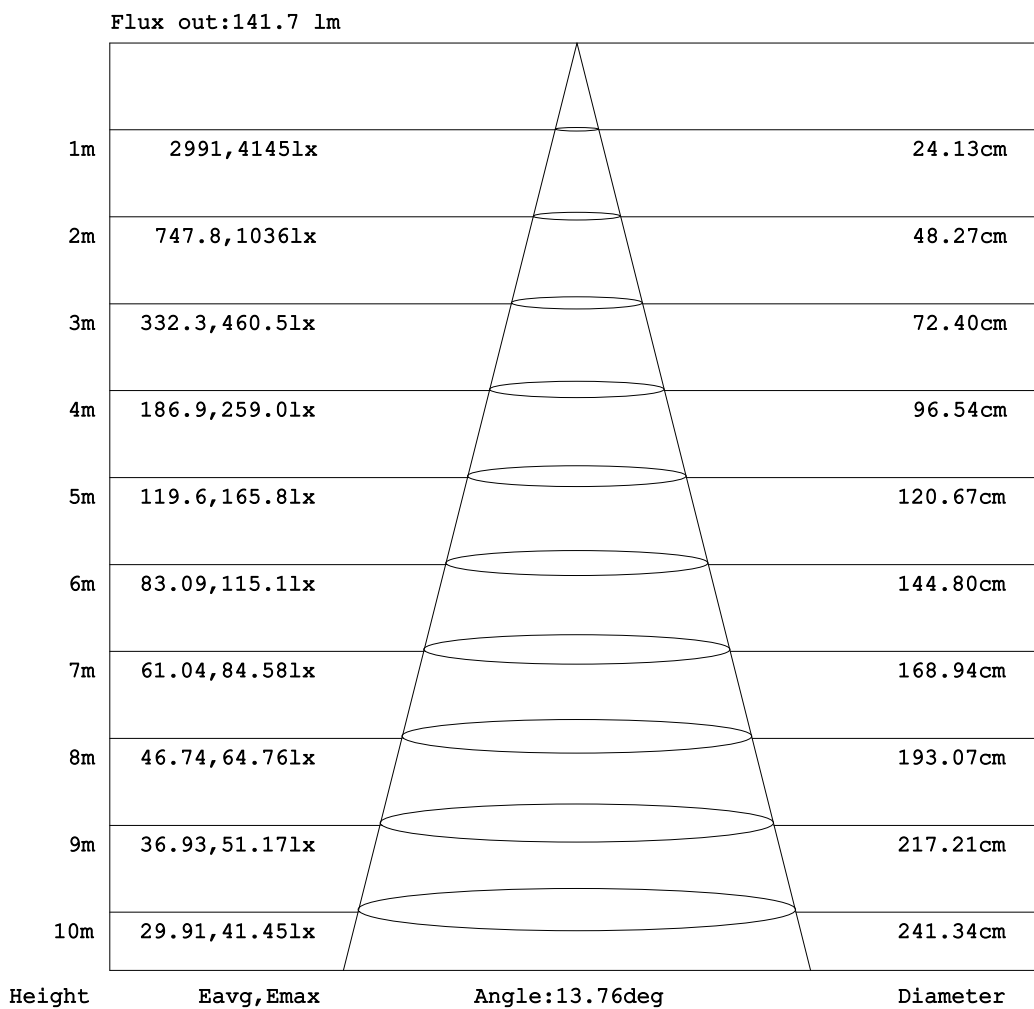 Flux out:141.7 lm
1m 2991,4145lx 24.13cm
2m 747.8,1036lx 48.27cm
3m 332.3,460.5lx 72.40cm
4m 186.9,259.0lx 96.54cm
5m 119.6,165.8lx 120.67cm
6m 83.09,115.1lx 144.80cm
7m 61.04,84.58lx 168.94cm
8m 46.74,64.76lx 193.07cm
9m 36.93,51.17lx 217.21cm
10m 29.91,41.45lx 241.34cm
Height Eavg,Emax Angle:13.76deg Diameter